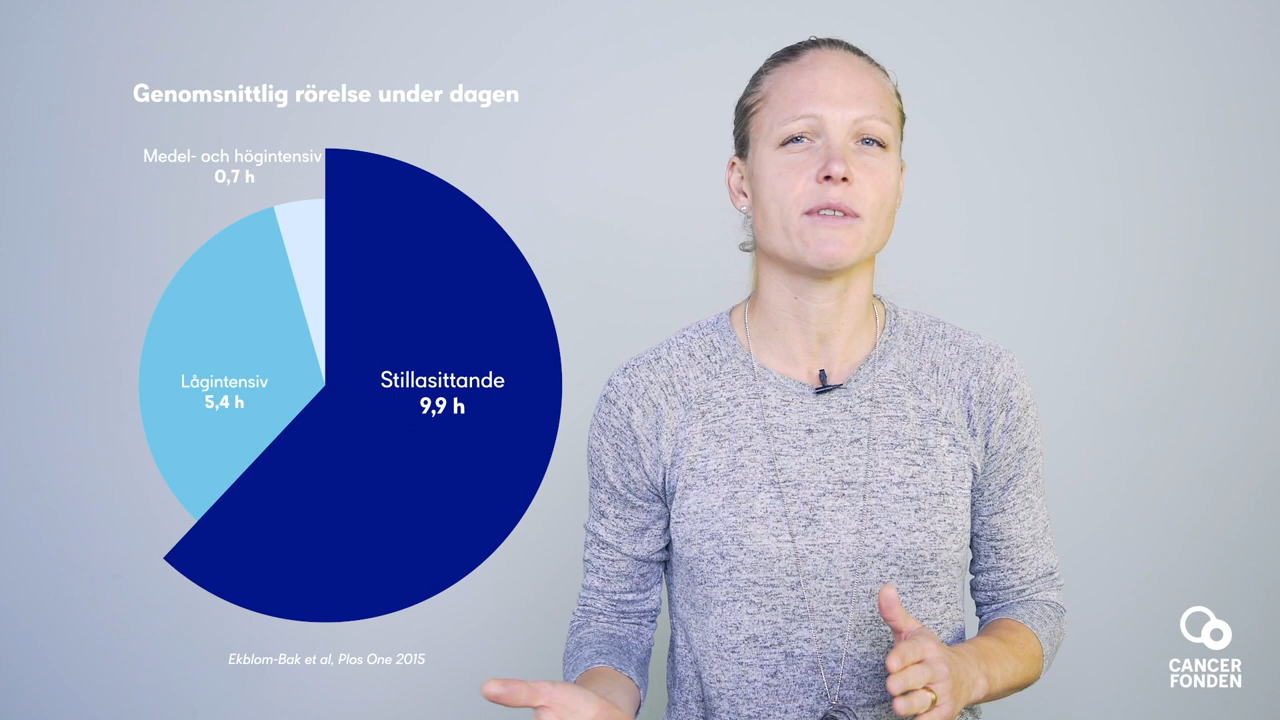 Genomsnittlig rörelse under dagen
Medel- och högintensiv
0,7 h
Lågintensiv
5,4 h
Stillasittande
9,9 h
Ekblom-Bak et al, Plos One 2015
CANCER
FONDEN